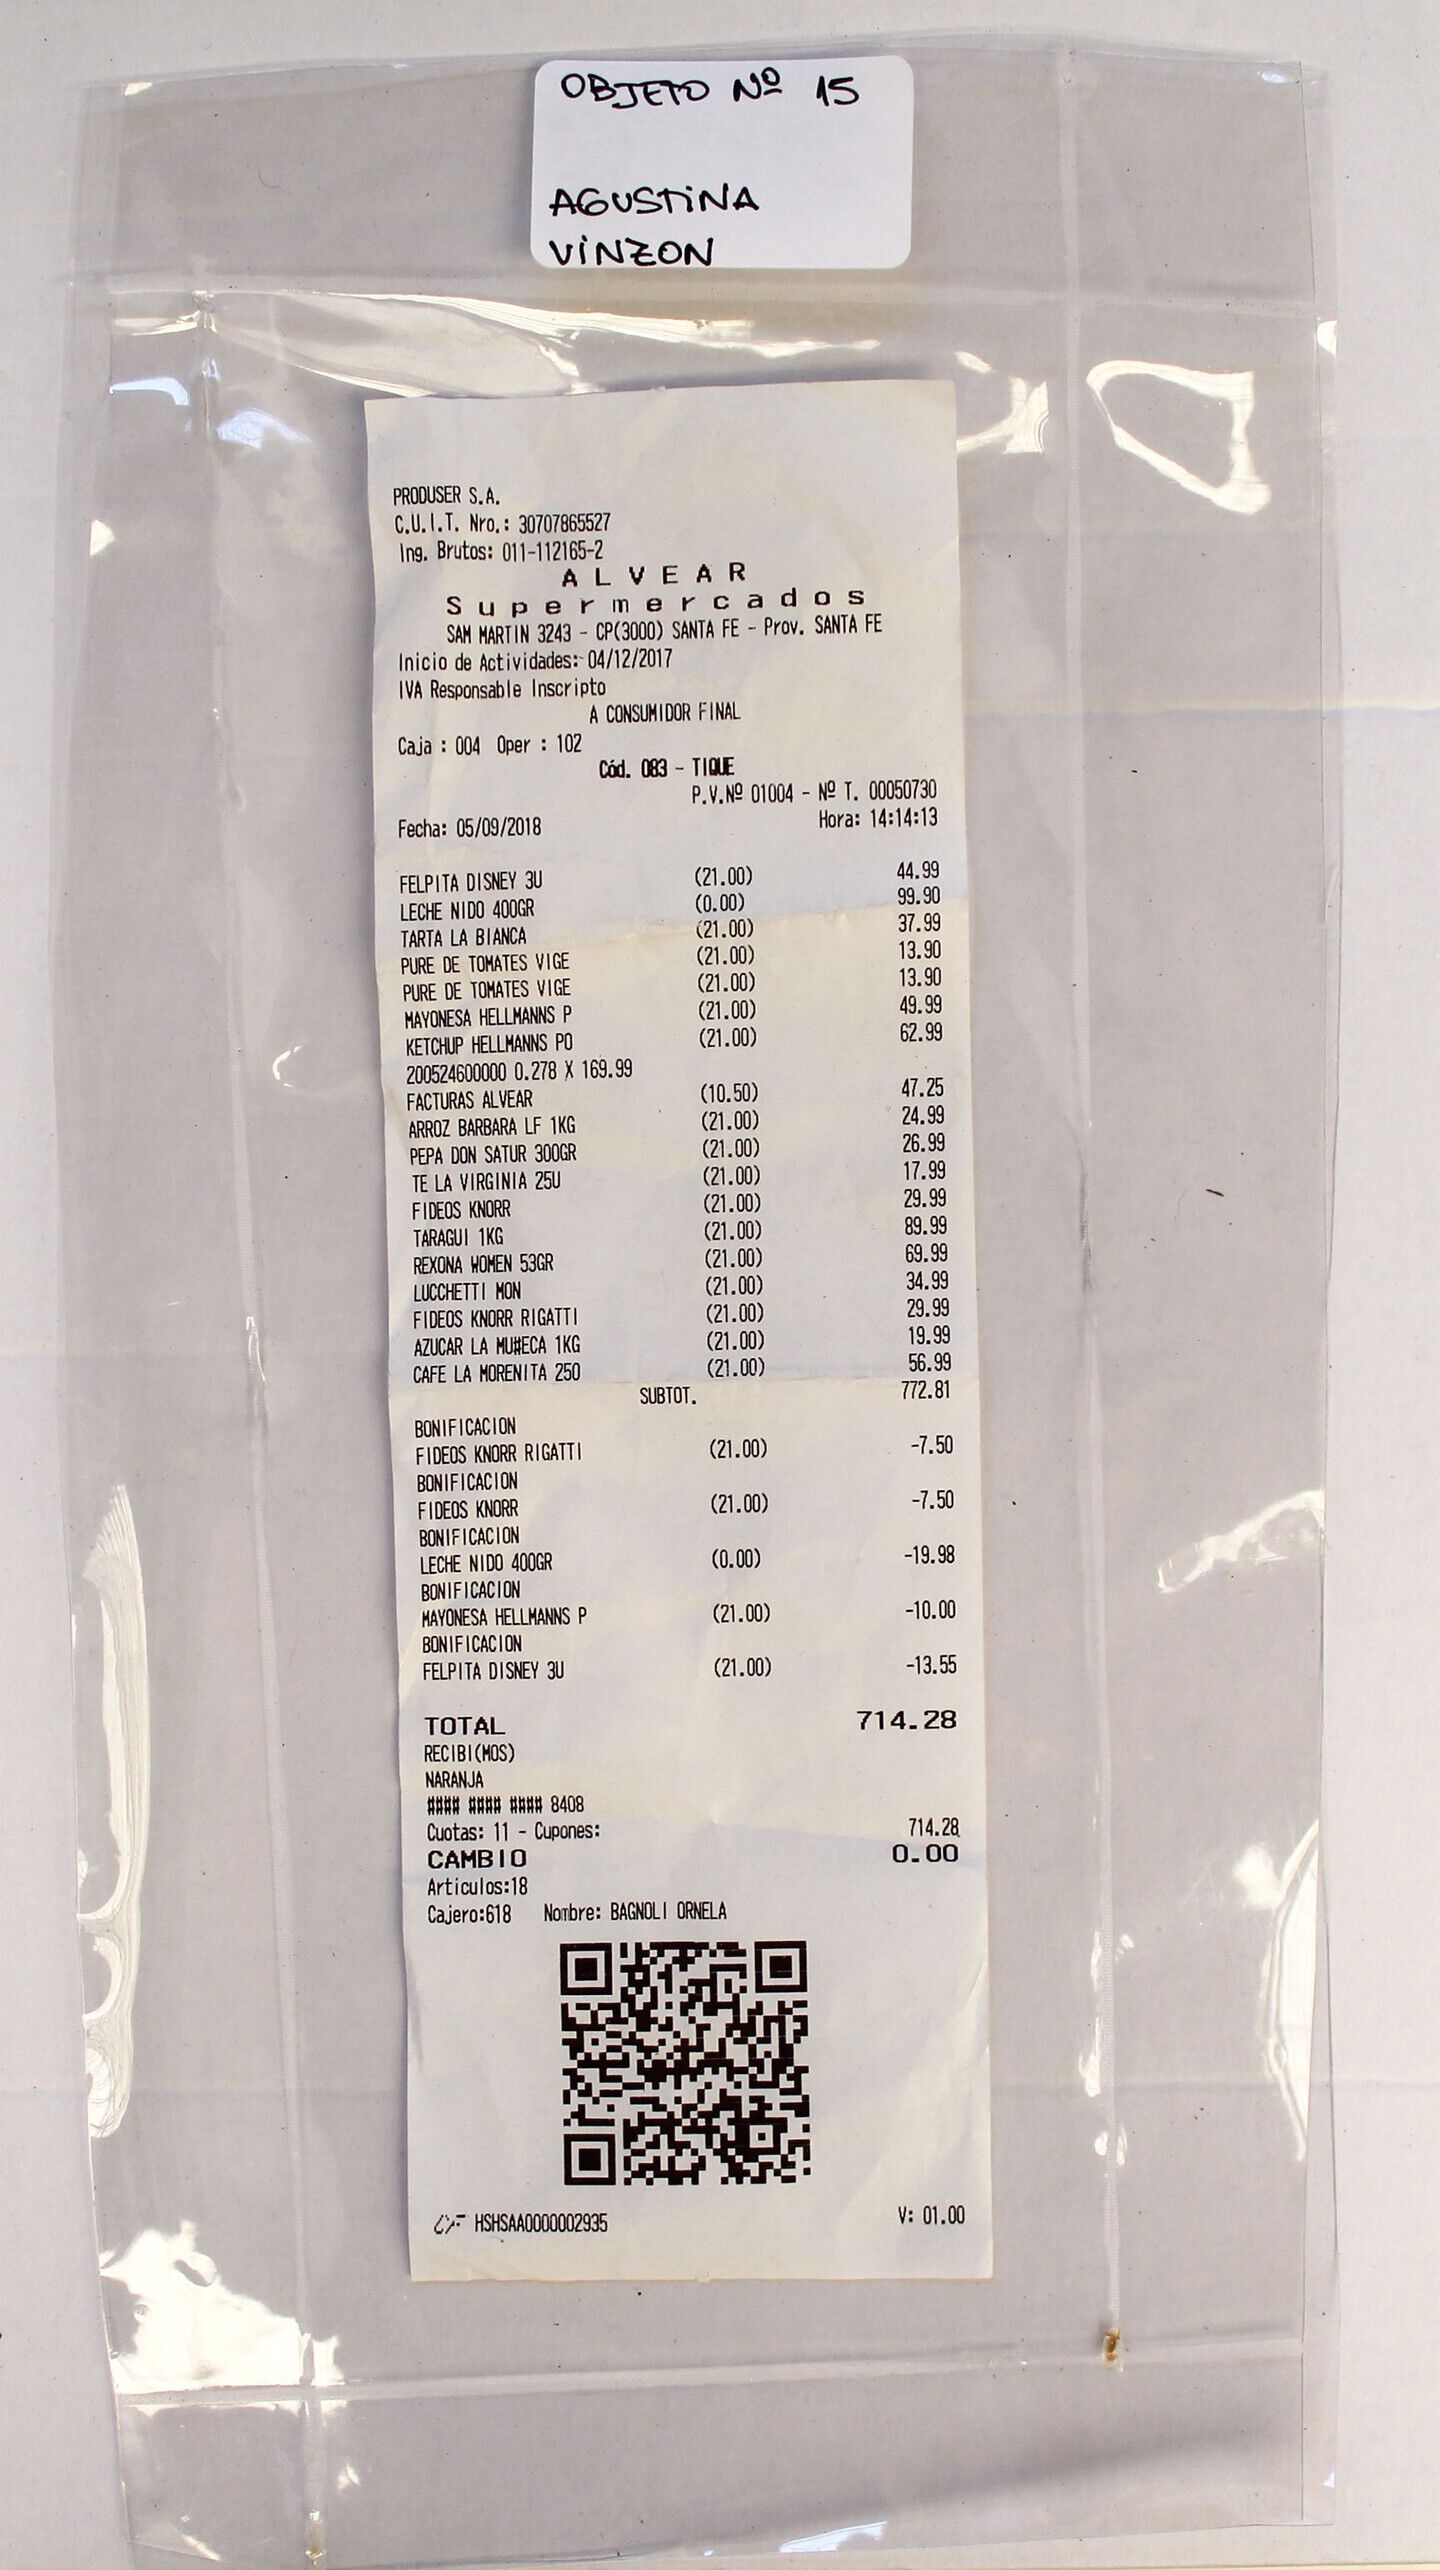 OBJETO Nº 15
AGUSTINA
VINZON
PRODUSER S.A.
C.U.I.T. Nro.: 30707865527
Ing. Brutos: 011-112165-2
A L V E A R
S u p e r m e r c a d o s
SAM MARTIN 3243 - CP(3000) SANTA FE - Prov. SANTA FE
Inicio de Actividades: 04/12/2017
IVA Responsable Inscripto
A CONSUMIDOR FINAL
Caja : 004 Oper : 102
Cód. 083 - TIQUE
P.V.Nº 01004 - Nº T. 00050730
Fecha: 05/09/2018 Hora: 14:14:13
FELPITA DISNEY 3U (21.00) 44.99
LECHE NIDO 400GR (0.00) 99.90
TARTA LA BIANCA (21.00) 37.99
PURE DE TOMATES VIGE (21.00) 13.90
PURE DE TOMATES VIGE (21.00) 13.90
MAYONESA HELLMANNS P (21.00) 49.99
KETCHUP HELLMANNS PO (21.00) 62.99
200524600000 0.278 X 169.99
FACTURAS ALVEAR (10.50) 47.25
ARROZ BARBARA LF 1KG (21.00) 24.99
PEPA DON SATUR 300GR (21.00) 26.99
TE LA VIRGINIA 25U (21.00) 17.99
FIDEOS KNORR (21.00) 29.99
TARAGUI 1KG (21.00) 89.99
REXONA WOMEN 53GR (21.00) 69.99
LUCCHETTI MON (21.00) 34.99
FIDEOS KNORR RIGATTI (21.00) 29.99
AZUCAR LA MU#ECA 1KG (21.00) 19.99
CAFE LA MORENITA 250 (21.00) 56.99
SUBTOT. 772.81
BONIFICACION
FIDEOS KNORR RIGATTI (21.00) -7.50
BONIFICACION
FIDEOS KNORR (21.00) -7.50
BONIFICACION
LECHE NIDO 400GR (0.00) -19.98
BONIFICACION
MAYONESA HELLMANNS P (21.00) -10.00
BONIFICACION
FELPITA DISNEY 3U (21.00) -13.55
TOTAL 714.28
RECIBI(MOS)
NARANJA
#### #### #### 8408
Cuotas: 11 - Cupones: 714.28
CAMBIO 0.00
Articulos:18
Cajero:618 Nombre: BAGNOLI ORNELA
CF HSHSAA0000002935 V: 01.00